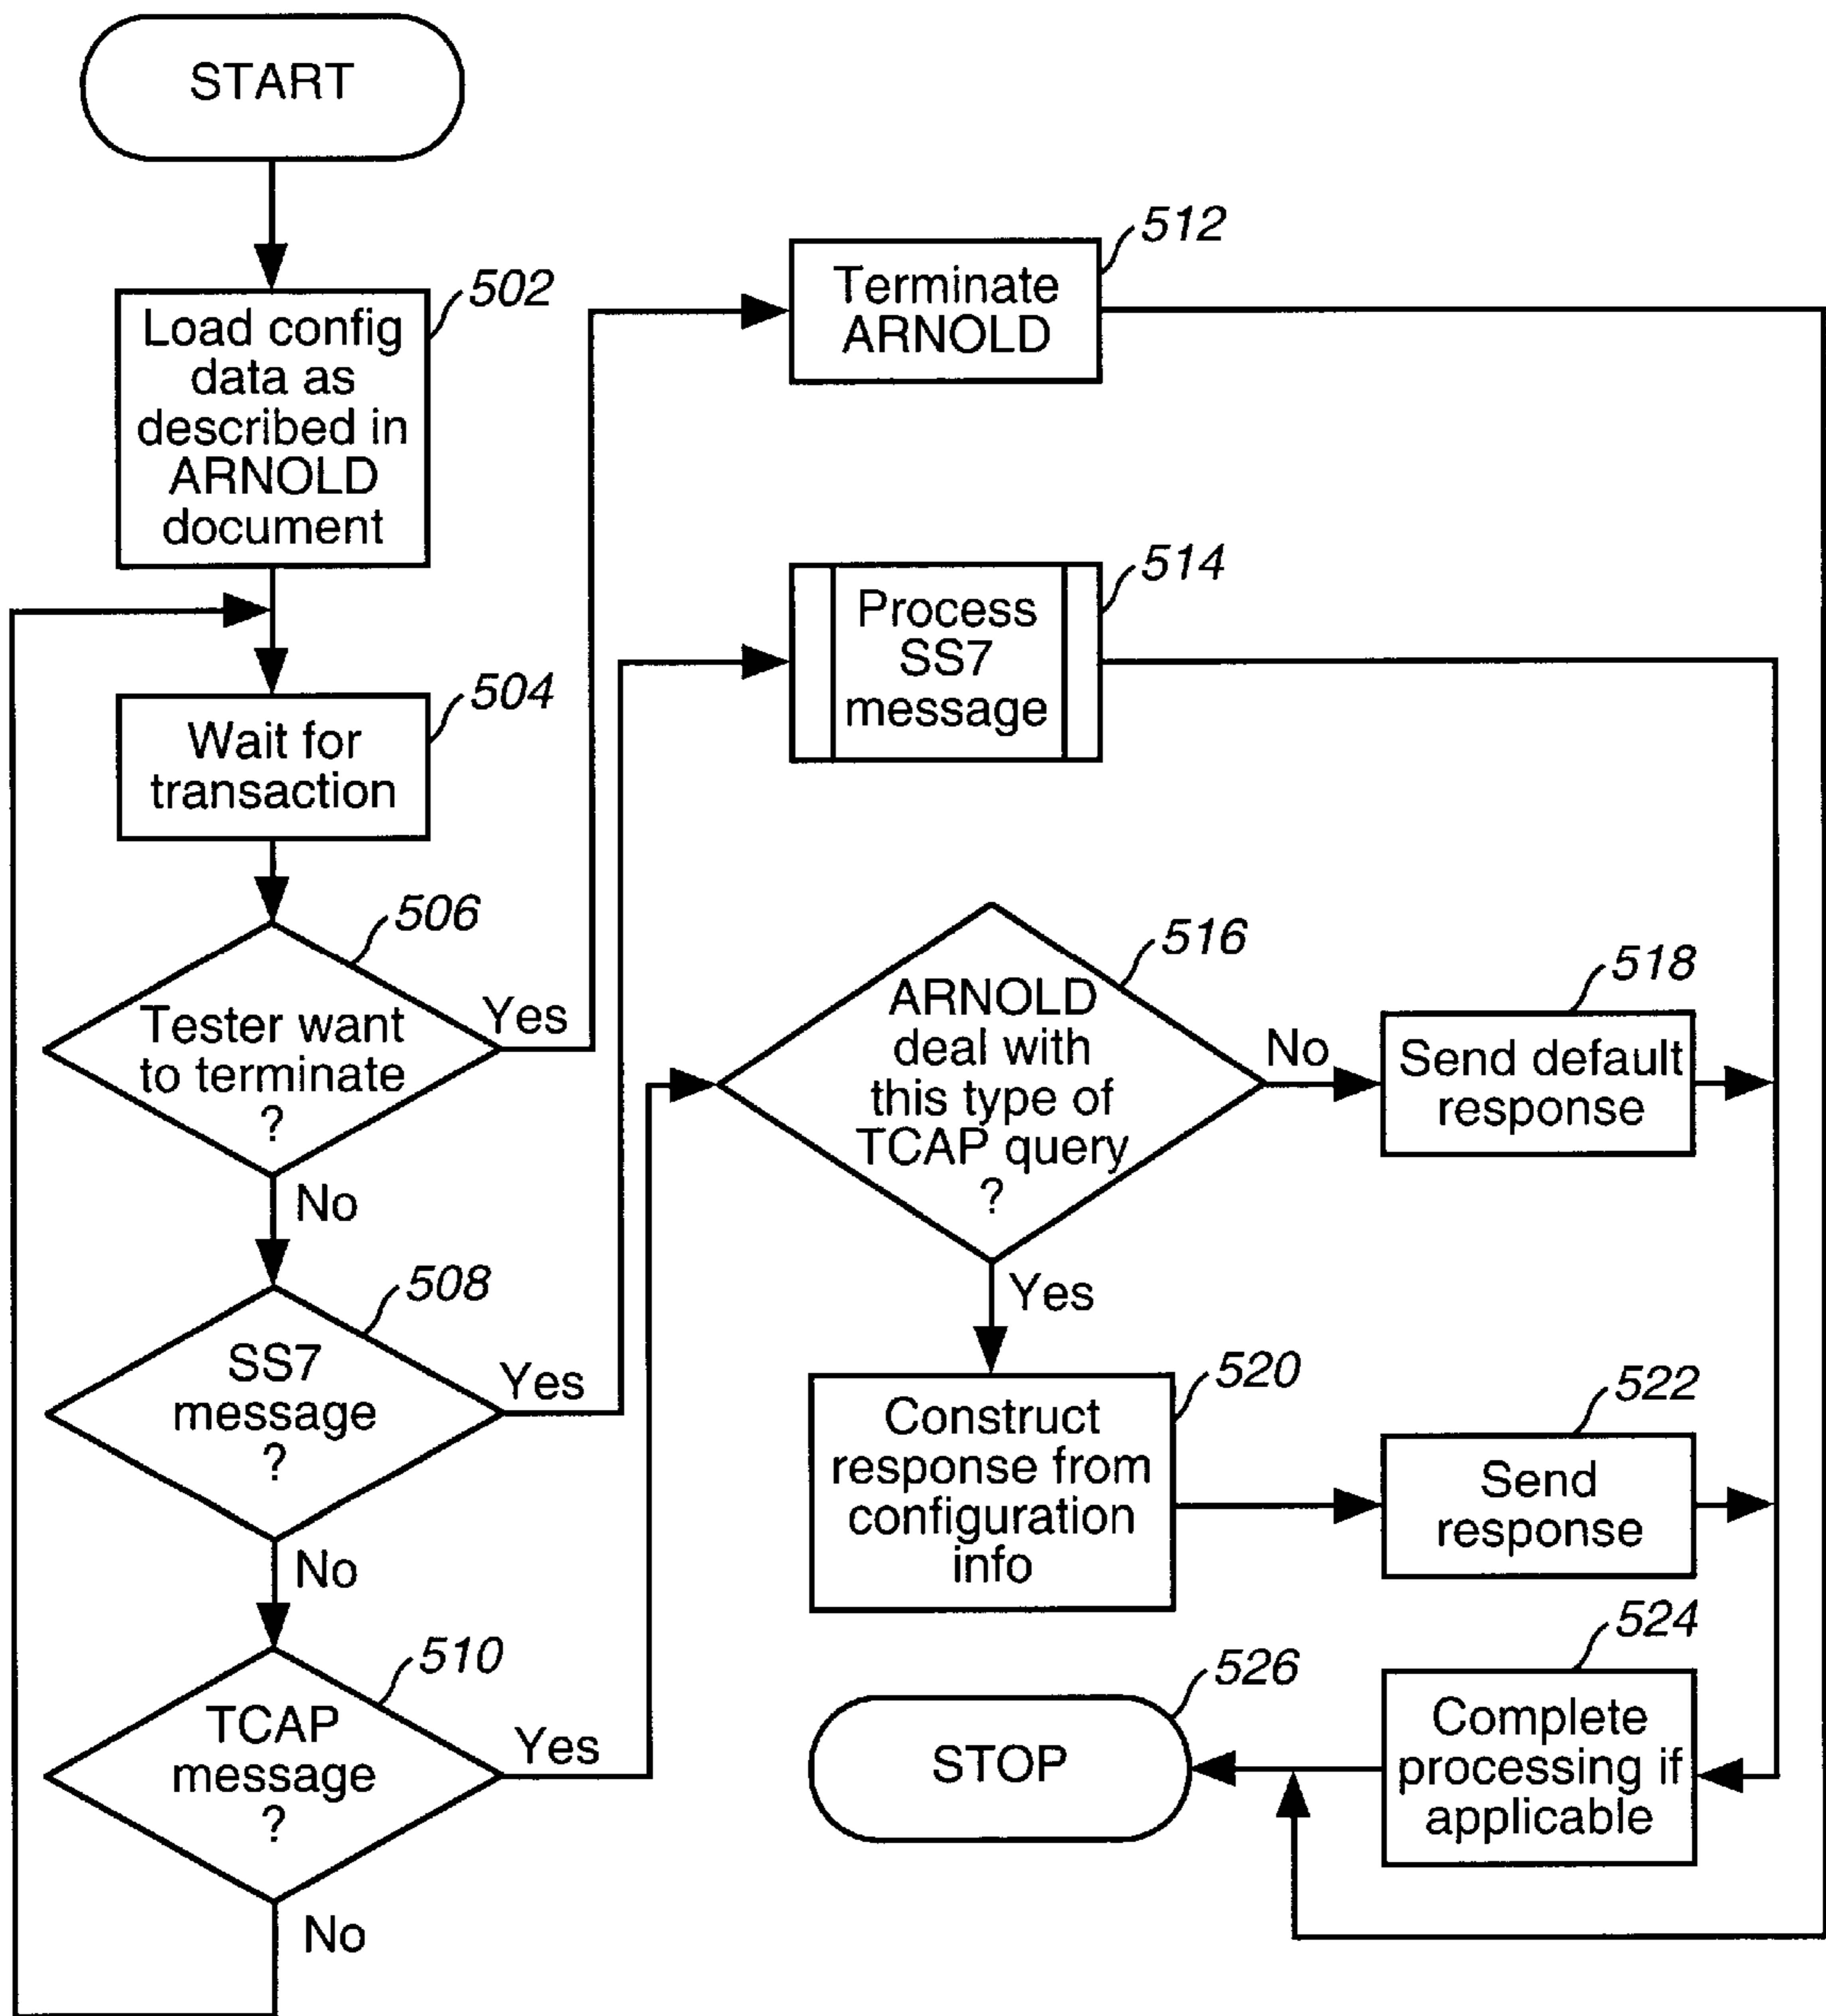 START
502
Load config
data as
described in
ARNOLD
document
504
Wait for
transaction
506
Tester want
to terminate
?
Yes
No
508
SS7
message
?
Yes
No
510
TCAP
message
?
Yes
No
512
Terminate
ARNOLD
514
Process
SS7
message
516
ARNOLD
deal with
this type of
TCAP query
?
No
Yes
518
Send default
response
520
Construct
response from
configuration
info
522
Send
response
524
Complete
processing if
applicable
526
STOP